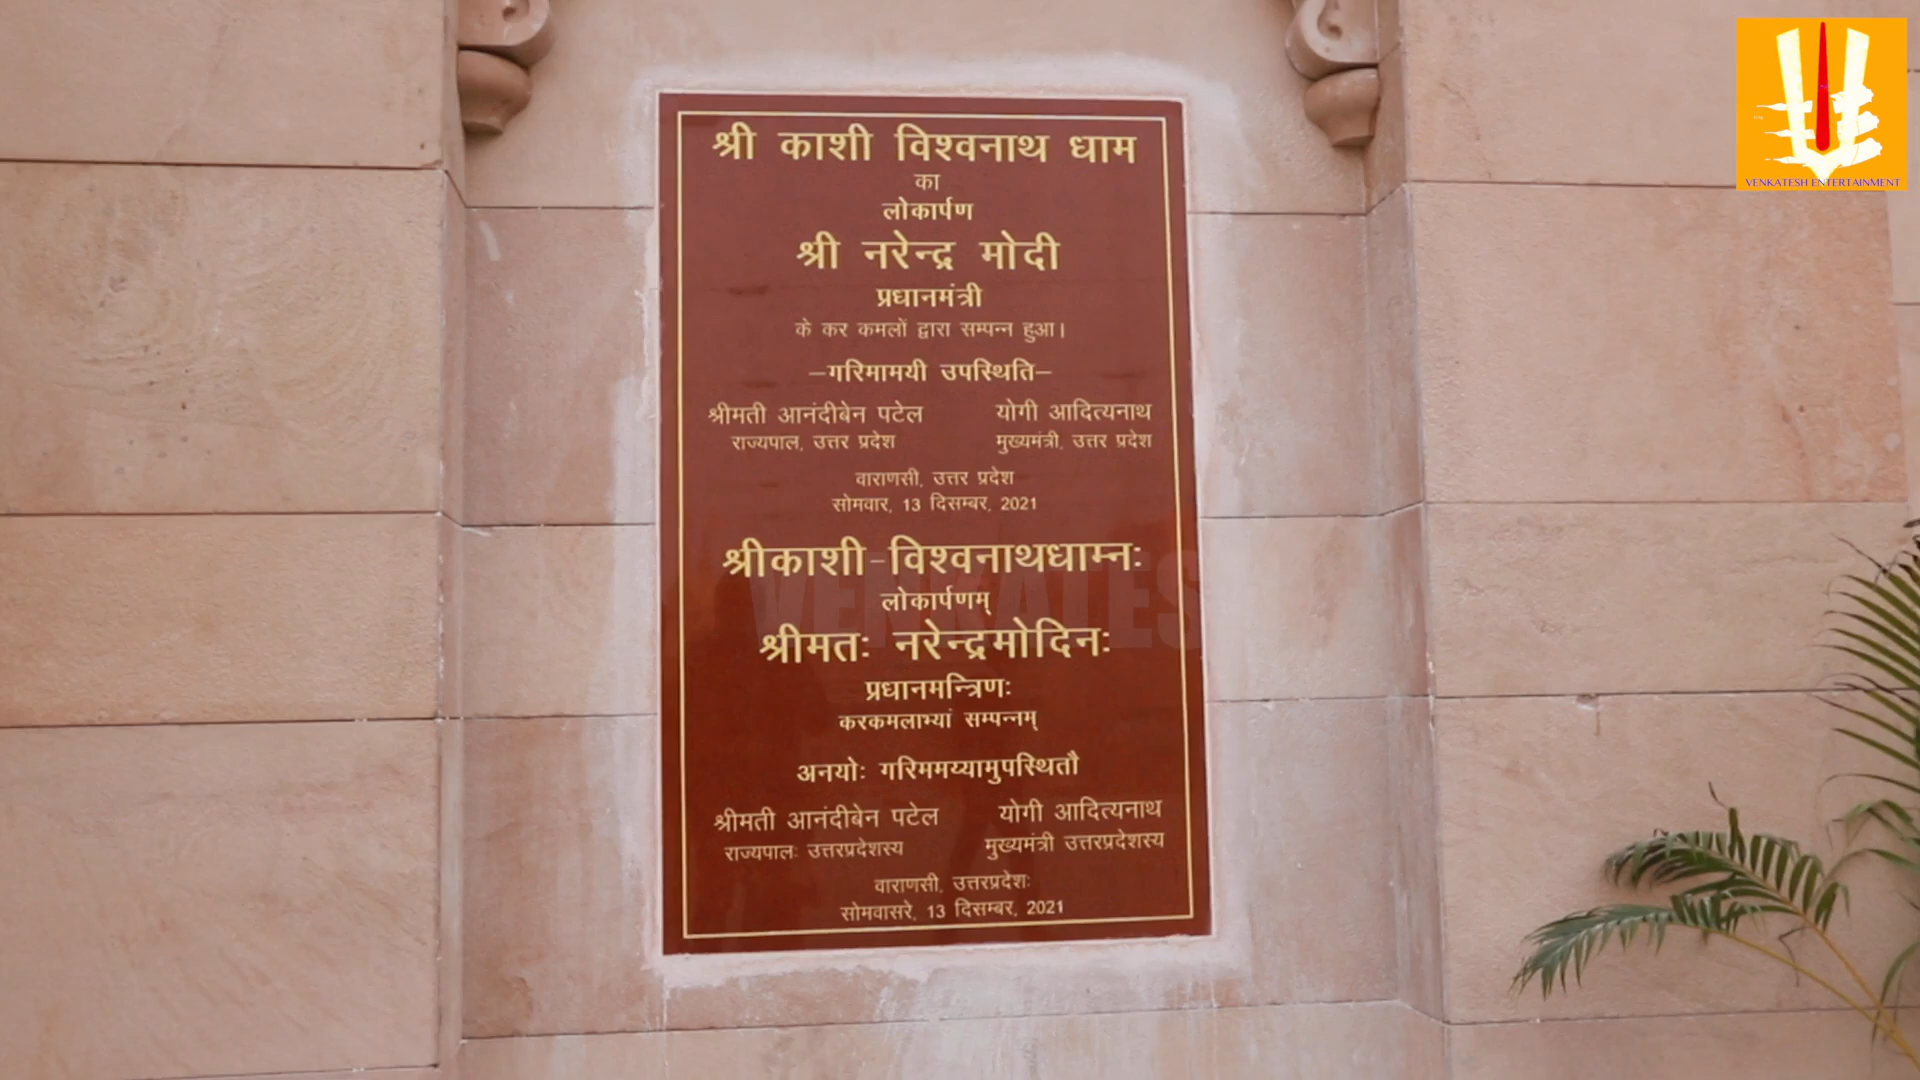 श्री काशी विश्वनाथ धाम
का
लोकार्पण
श्री नरेन्द्र मोदी
प्रधानमंत्री
के कर कमलों द्वारा सम्पन्न हुआ।
–गरिमामयी उपस्थिति–
श्रीमती आनंदीबेन पटेल योगी आदित्यनाथ
राज्यपाल, उत्तर प्रदेश मुख्यमंत्री, उत्तर प्रदेश
वाराणसी, उत्तर प्रदेश
सोमवार, 13 दिसम्बर, 2021
श्रीकाशी-विश्वनाथधाम्नः
लोकार्पणम्
श्रीमतः नरेन्द्रमोदिनः
प्रधानमन्त्रिणः
करकमलाभ्यां सम्पन्नम्
अनयोः गरिममय्यामुपस्थितौ
श्रीमती आनंदीबेन पटेल योगी आदित्यनाथ
राज्यपालः उत्तरप्रदेशस्य मुख्यमंत्री उत्तरप्रदेशस्य
वाराणसी, उत्तरप्रदेशः
सोमवासरे, 13 दिसम्बर, 2021
VENKATESH ENTERTAINMENT
VENKATES